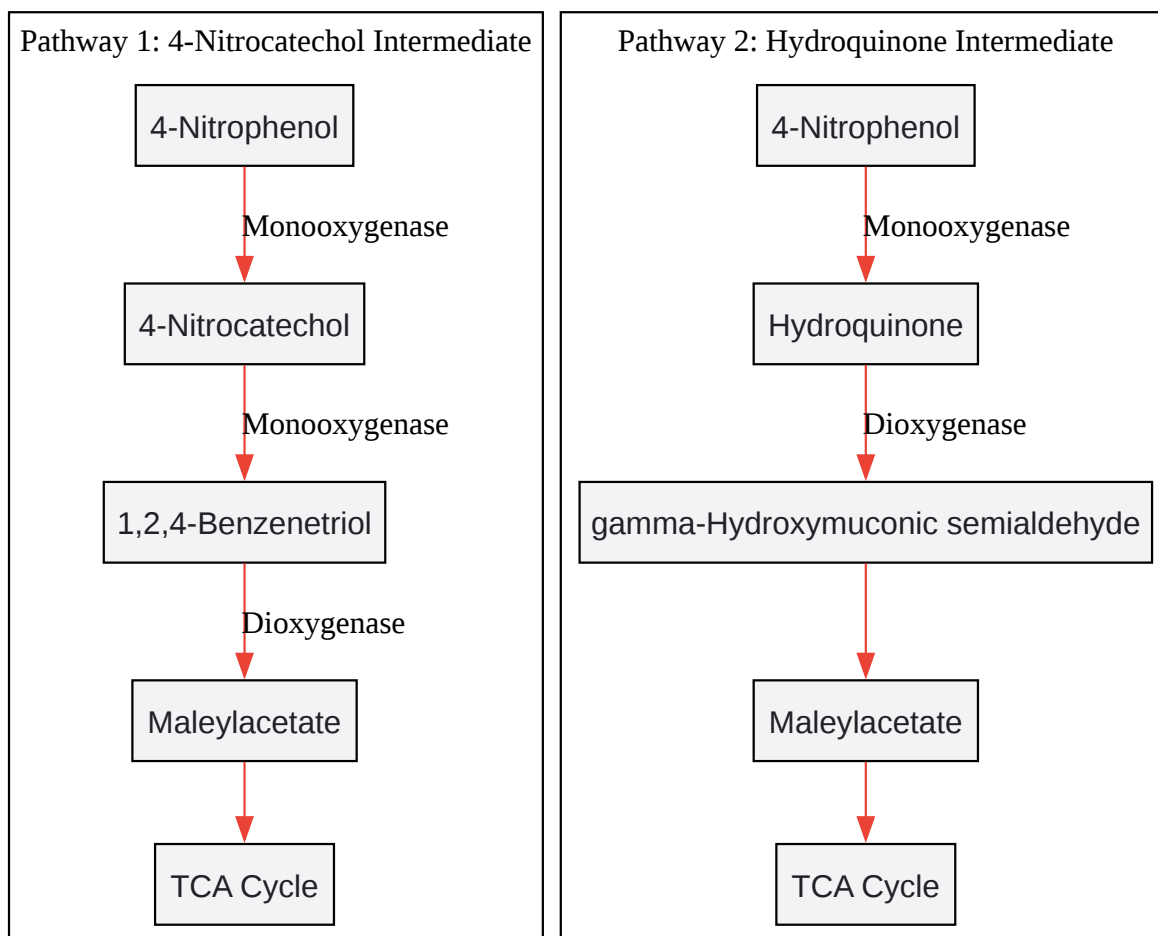 Pathway 1: 4-Nitrocatechol Intermediate
4-Nitrophenol
Monooxygenase
4-Nitrocatechol
Monooxygenase
1,2,4-Benzenetriol
Dioxygenase
Maleylacetate
TCA Cycle
Pathway 2: Hydroquinone Intermediate
4-Nitrophenol
Monooxygenase
Hydroquinone
Dioxygenase
gamma-Hydroxymuconic semialdehyde
Maleylacetate
TCA Cycle